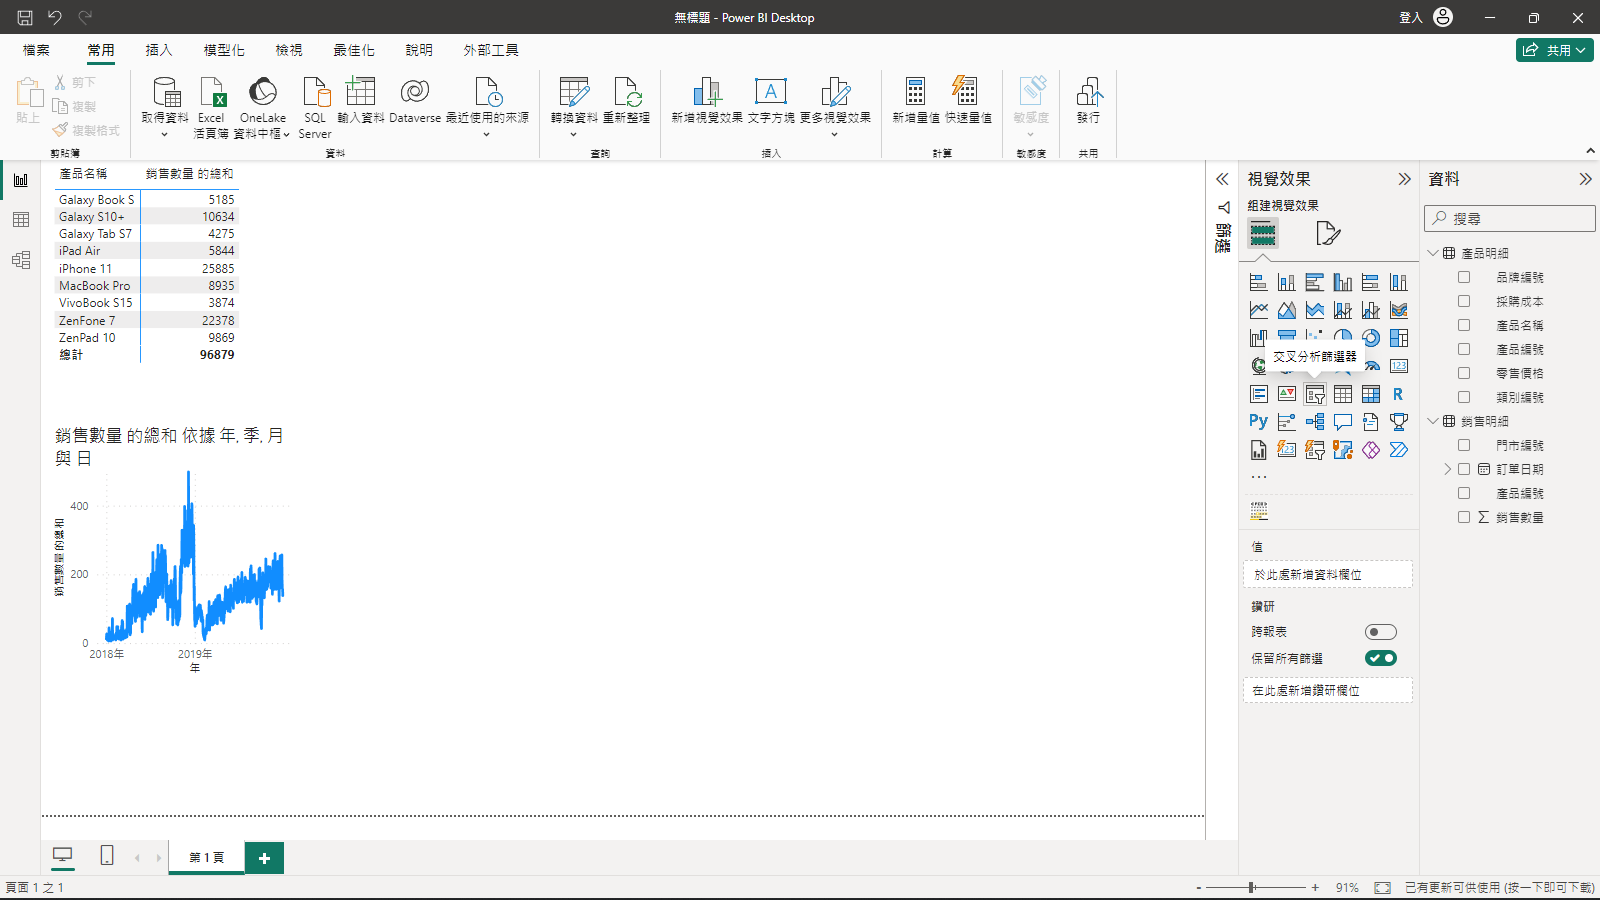 無標題 - Power BI Desktop
登入
檔案 常用 插入 模型化 檢視 最佳化 說明 外部工具
共用
貼上
剪下
複製
複製格式
剪貼簿
取得資料
Excel
活頁簿
OneLake
資料中樞
SQL
Server
輸入資料
Dataverse
最近使用的來源
資料
轉換資料
重新整理
查詢
新增視覺效果
文字方塊
更多視覺效果
插入
新增量值
快速量值
計算
敏感度
敏感度
發行
共用
產品名稱 銷售數量 的總和
Galaxy Book S 5185
Galaxy S10+ 10634
Galaxy Tab S7 4275
iPad Air 5844
iPhone 11 25885
MacBook Pro 8935
VivoBook S15 3874
ZenFone 7 22378
ZenPad 10 9869
總計 96879
銷售數量 的總和 依據 年, 季, 月
與 日
銷售數量 的總和
400
200
0
2018年 2019年
年
篩選
視覺效果
組建視覺效果
交叉分析篩選器
123
R
Py
123
值
於此處新增資料欄位
鑽研
跨報表
保留所有篩選
在此處新增鑽研欄位
資料
搜尋
產品明細
品牌編號
採購成本
產品名稱
產品編號
零售價格
類別編號
銷售明細
門市編號
訂單日期
產品編號
銷售數量
第 1 頁
頁面 1 之 1
- + 91%
已有更新可供使用 (按一下即可下載)